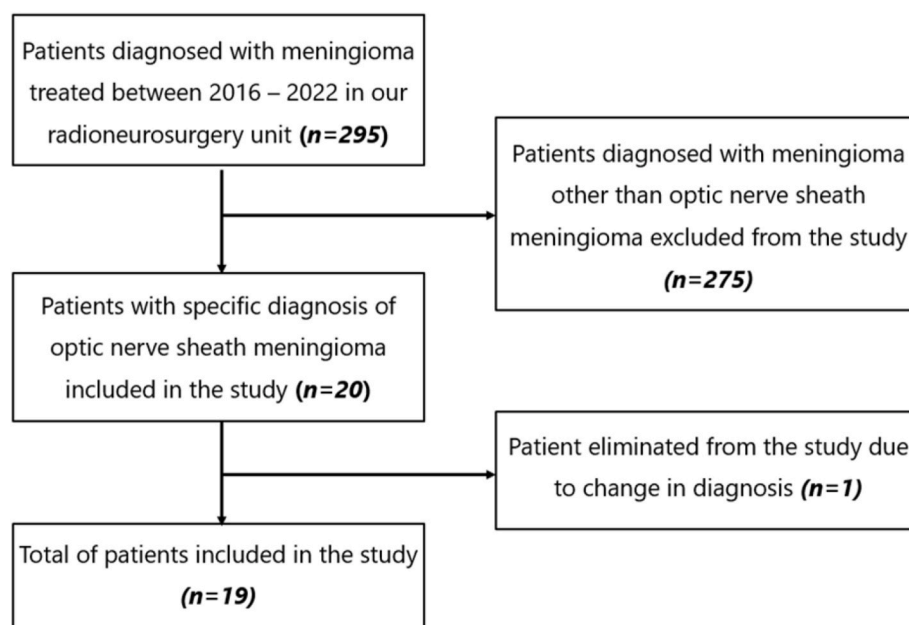 Patients diagnosed with meningioma
treated between 2016 – 2022 in our
radioneurosurgery unit (n=295)
Patients diagnosed with meningioma
other than optic nerve sheath
meningioma excluded from the study
(n=275)
Patients with specific diagnosis of
optic nerve sheath meningioma
included in the study (n=20)
Patient eliminated from the study due
to change in diagnosis (n=1)
Total of patients included in the study
(n=19)